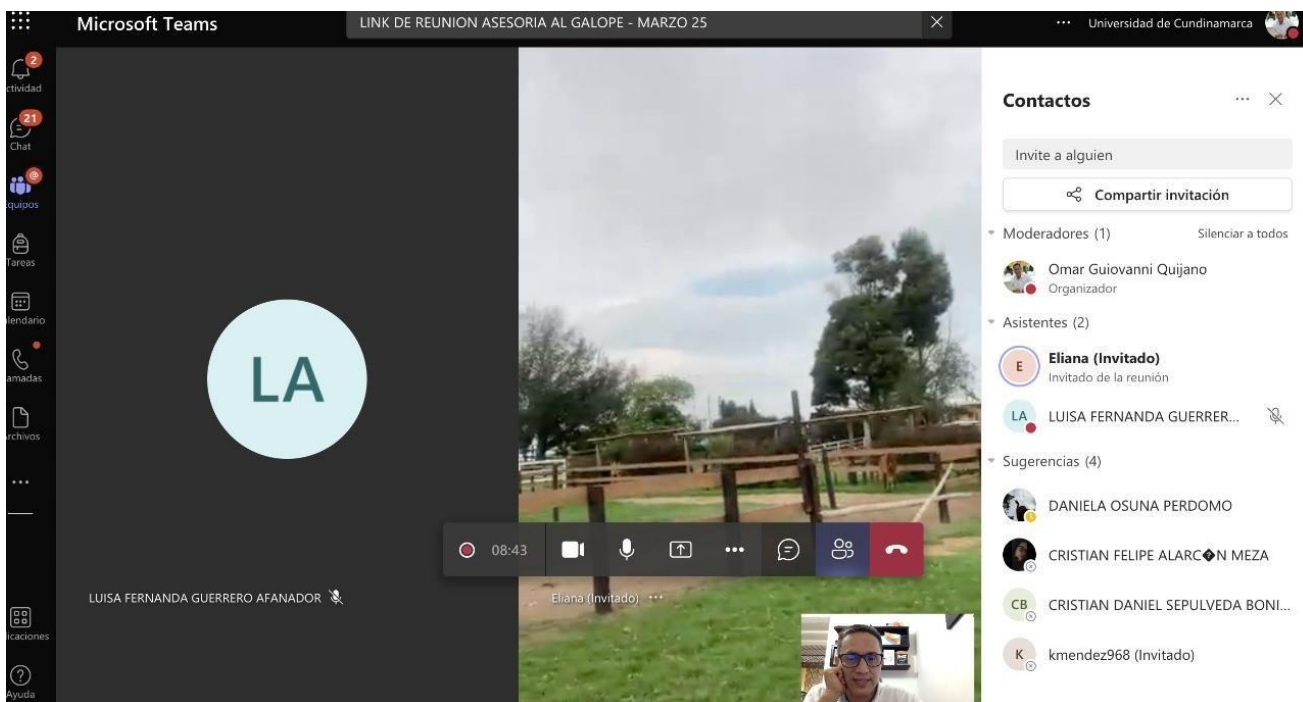 Microsoft Teams
LINK DE REUNION ASESORIA AL GALOPE - MARZO 25
Universidad de Cundinamarca
2
ctividad
21
Chat
@
quipos
Tareas
lendario
amadas
rchivos
icaciones
Ayuda
LA
LUISA FERNANDA GUERRERO AFANADOR
08:43
Eliana (Invitado)
Contactos
Invite a alguien
Compartir invitación
Moderadores (1)
Silenciar a todos
Omar Guiovanni Quijano
Organizador
Asistentes (2)
E
Eliana (Invitado)
Invitado de la reunión
LA
LUISA FERNANDA GUERRER...
Sugerencias (4)
DANIELA OSUNA PERDOMO
CRISTIAN FELIPE ALARC�N MEZA
CB
CRISTIAN DANIEL SEPULVEDA BONI...
K
kmendez968 (Invitado)